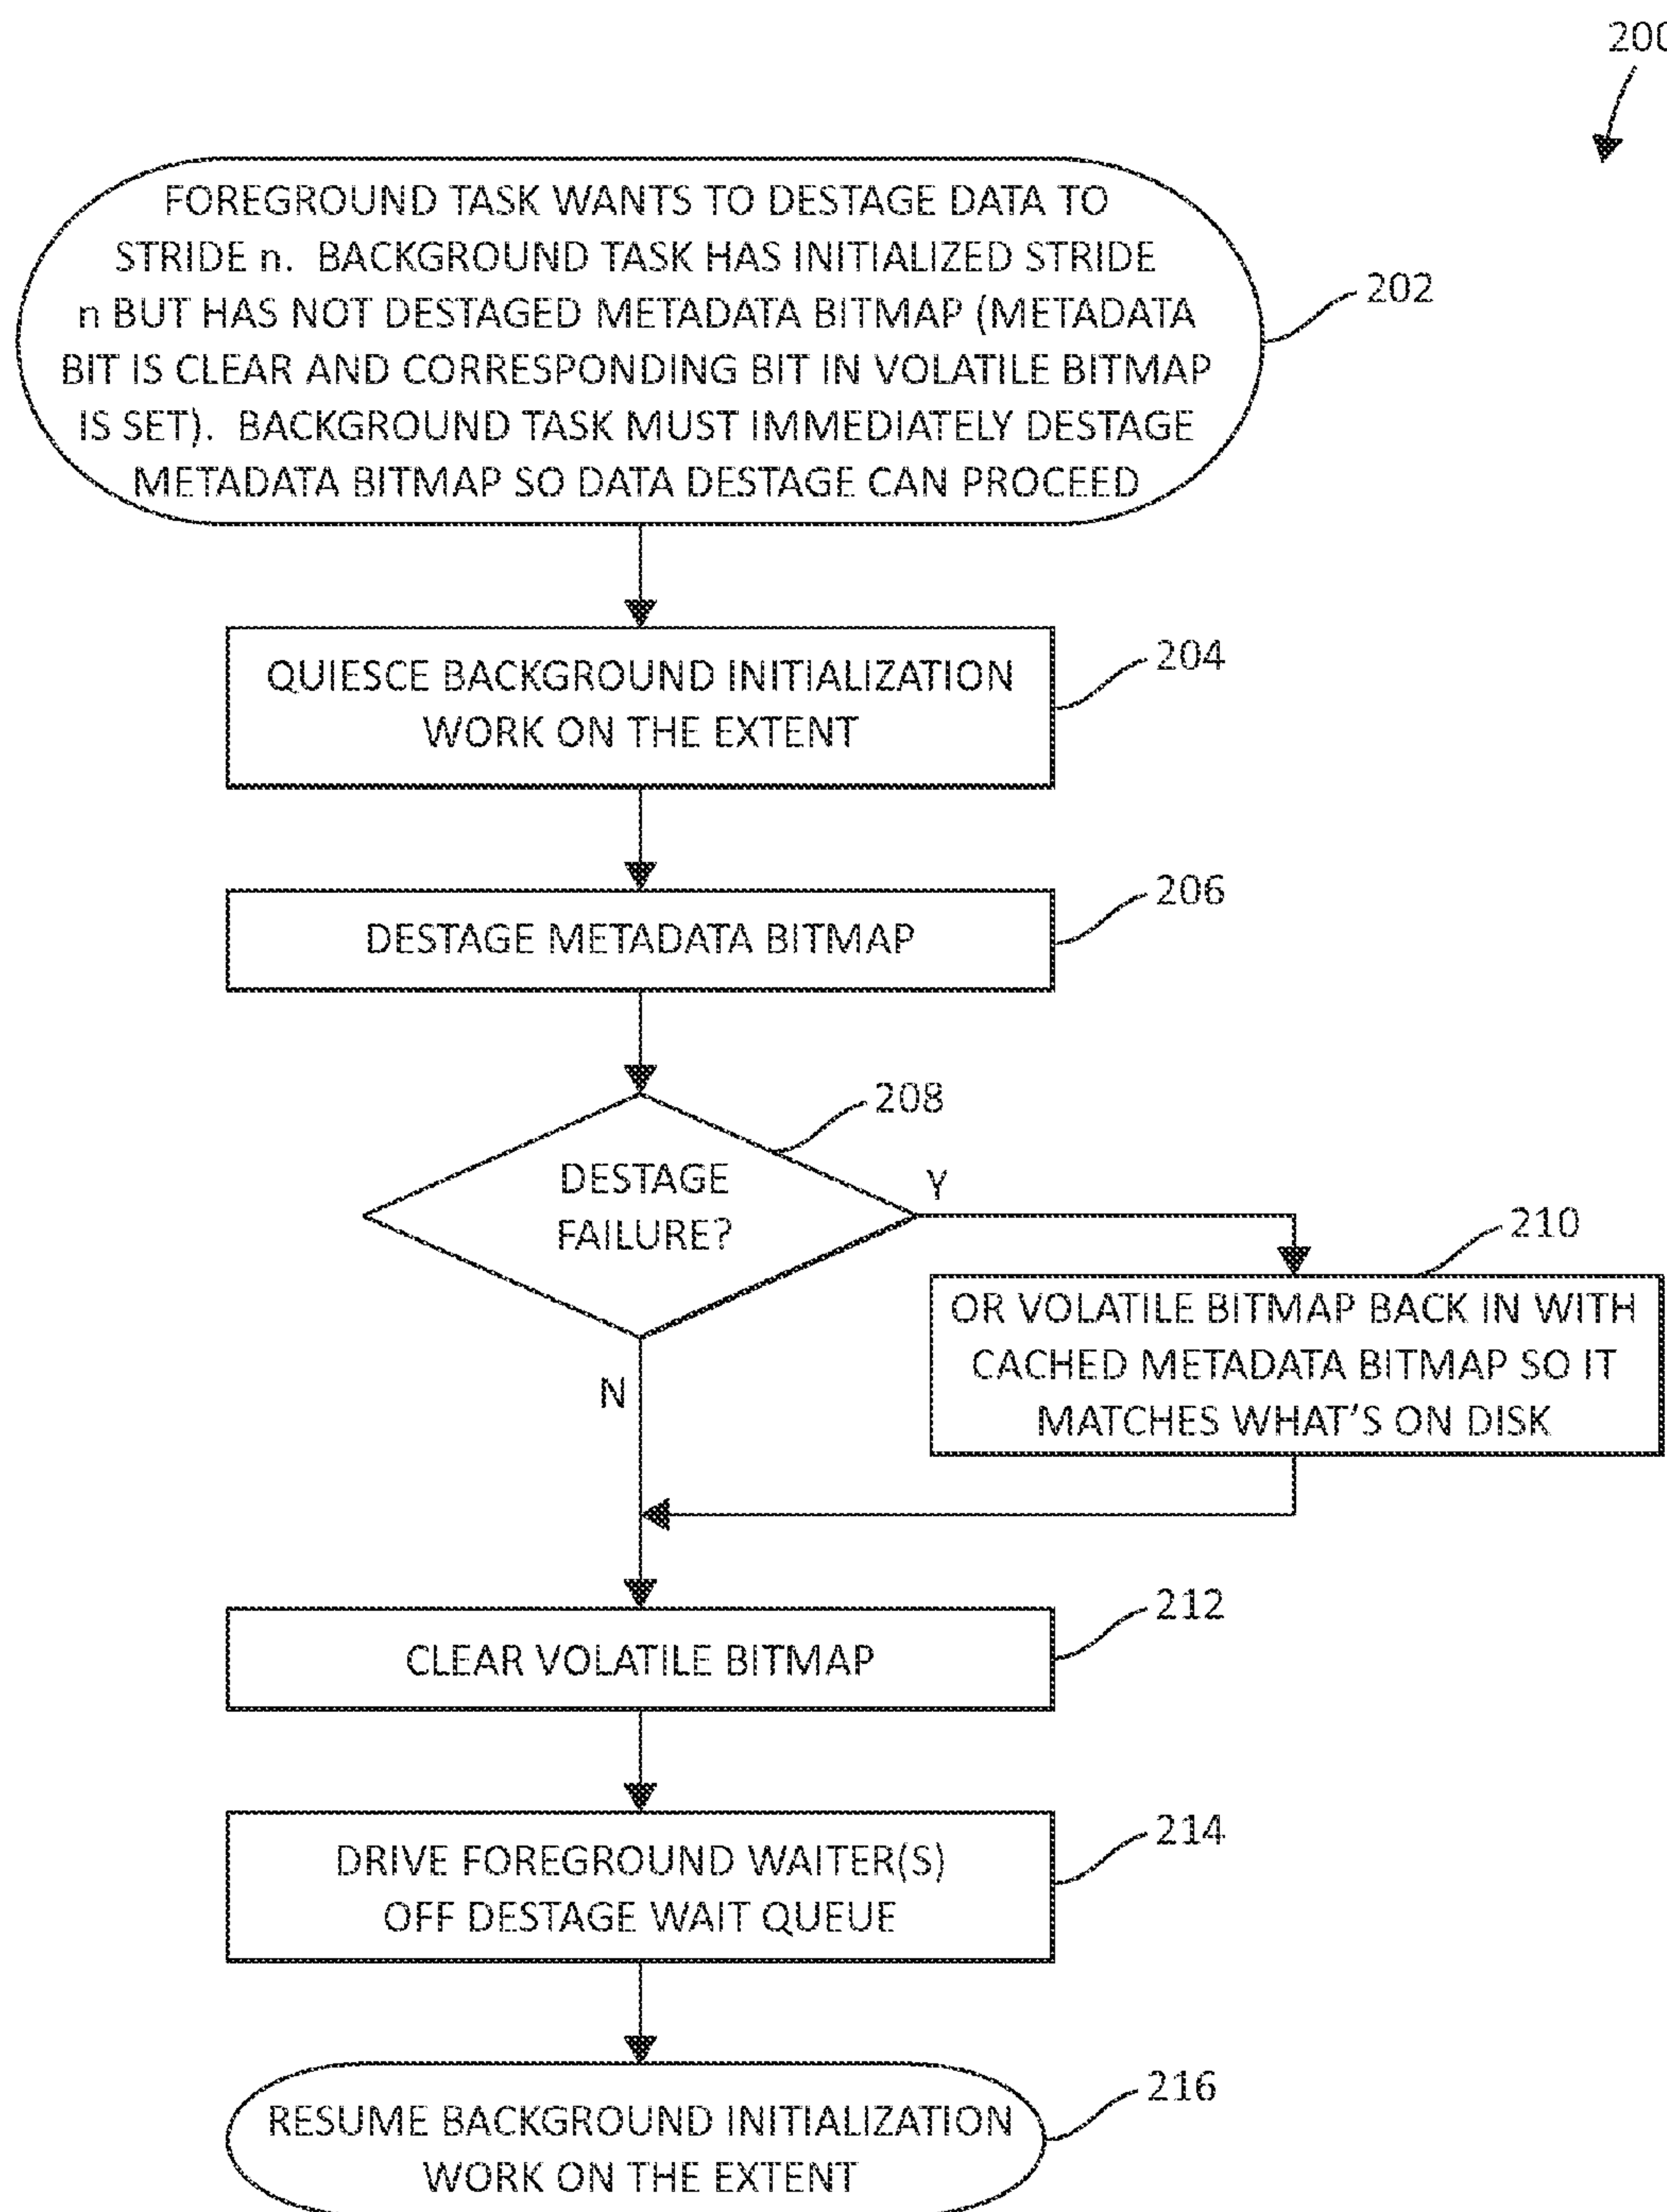 200
FOREGROUND TASK WANTS TO DESTAGE DATA TO
STRIDE n. BACKGROUND TASK HAS INITIALIZED STRIDE
n BUT HAS NOT DESTAGED METADATA BITMAP (METADATA
BIT IS CLEAR AND CORRESPONDING BIT IN VOLATILE BITMAP
IS SET). BACKGROUND TASK MUST IMMEDIATELY DESTAGE
METADATA BITMAP SO DATA DESTAGE CAN PROCEED
202
QUIESCE BACKGROUND INITIALIZATION
WORK ON THE EXTENT
204
DESTAGE METADATA BITMAP
206
208
DESTAGE
FAILURE?
Y
N
210
OR VOLATILE BITMAP BACK IN WITH
CACHED METADATA BITMAP SO IT
MATCHES WHAT'S ON DISK
CLEAR VOLATILE BITMAP
212
DRIVE FOREGROUND WAITER(S)
OFF DESTAGE WAIT QUEUE
214
RESUME BACKGROUND INITIALIZATION
WORK ON THE EXTENT
216